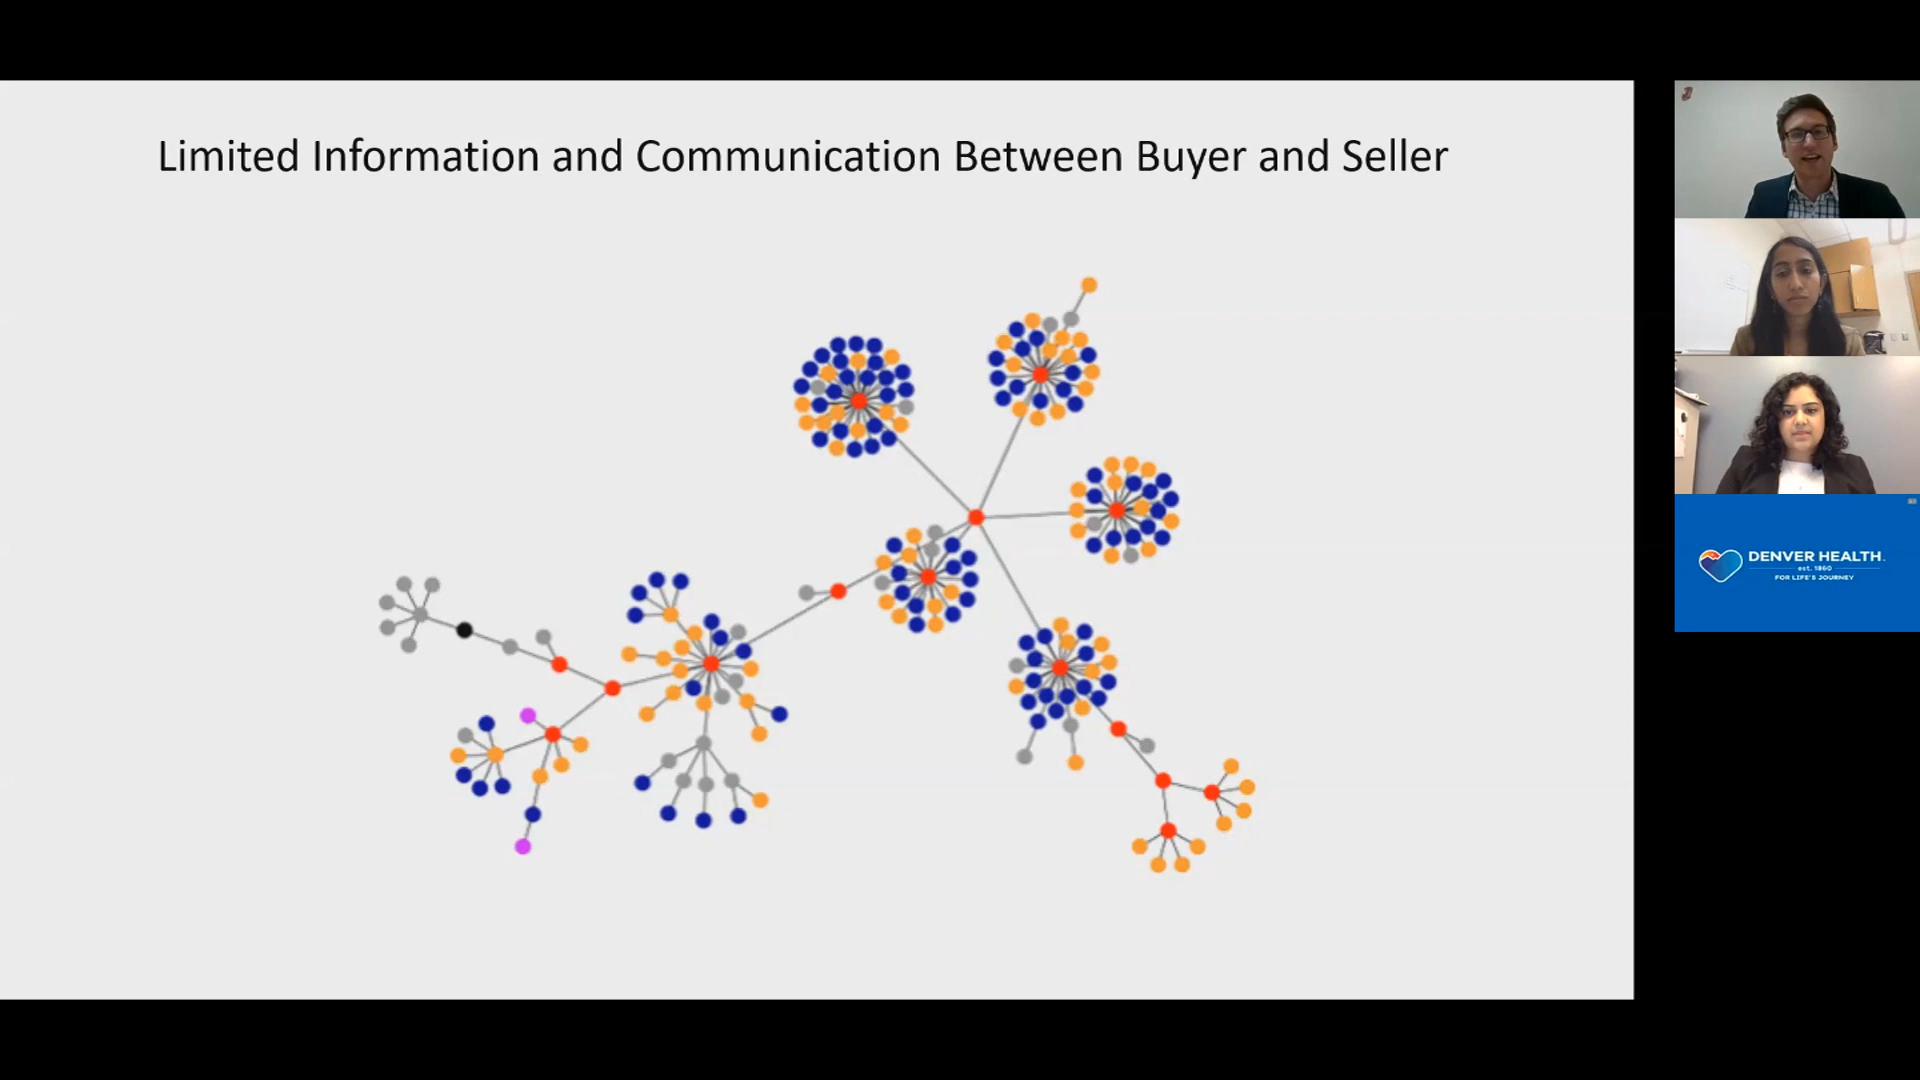 Limited Information and Communication Between Buyer and Seller
DENVER HEALTH
est. 1860
FOR LIFE'S JOURNEY